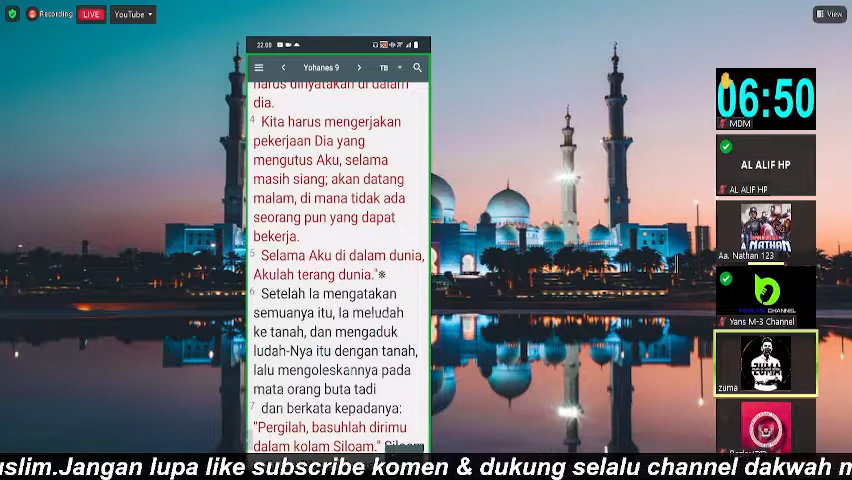 Recording LIVE YouTube View
22.00
Yohanes 9 TB
harus dinyatakan di dalam
dia.
4 Kita harus mengerjakan
pekerjaan Dia yang
mengutus Aku, selama
masih siang; akan datang
malam, di mana tidak ada
seorang pun yang dapat
bekerja.
5 Selama Aku di dalam dunia,
Akulah terang dunia."※
6 Setelah Ia mengatakan
semuanya itu, Ia meludah
ke tanah, dan mengaduk
ludah-Nya itu dengan tanah,
lalu mengoleskannya pada
mata orang buta tadi
7 dan berkata kepadanya:
"Pergilah, basuhlah dirimu
dalam kolam Siloam."
06:50
MDM
AL ALIF HP
AL ALIF HP
NATHAN
Aa. Nathan 123
CHANNEL
Yans M-3 Channel
ZUMA
zuma
uslim.Jangan lupa like subscribe komen & dukung selalu channel dakwah m